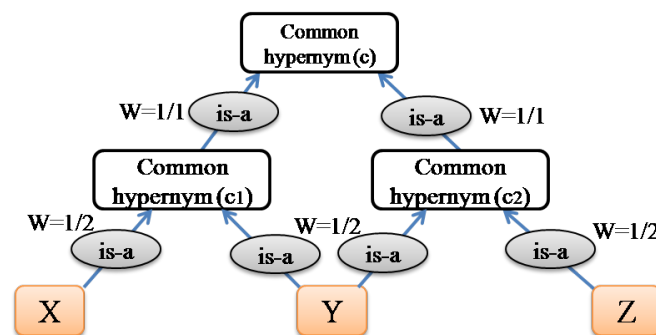 Common
hypernym (c)
W=1/1
is-a
is-a
W=1/1
Common
hypernym (c1)
Common
hypernym (c2)
W=1/2
is-a
is-a
W=1/2
is-a
is-a
W=1/2
X
Y
Z